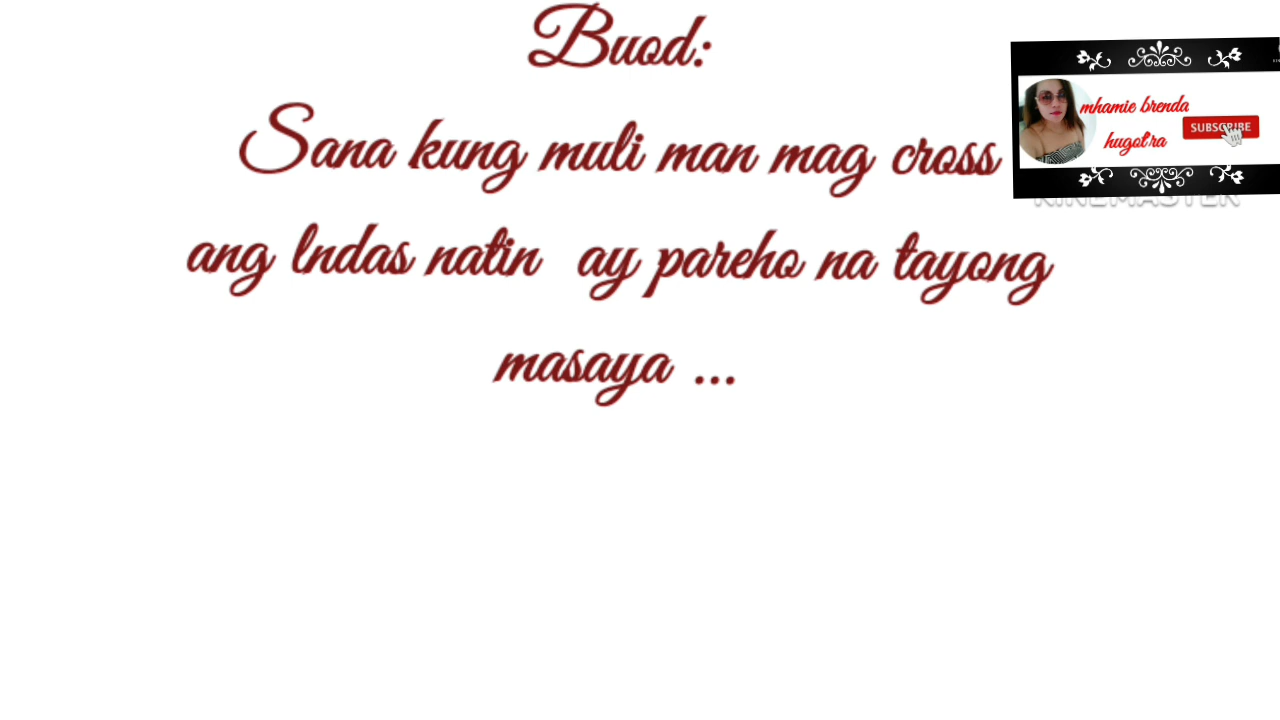 Buod:
Sana kung muli man mag cross
ang lndas natin ay pareho na tayong
masaya ...
mhamie brenda
hugot'ra
SUBSCRIBE
KINEMASTER